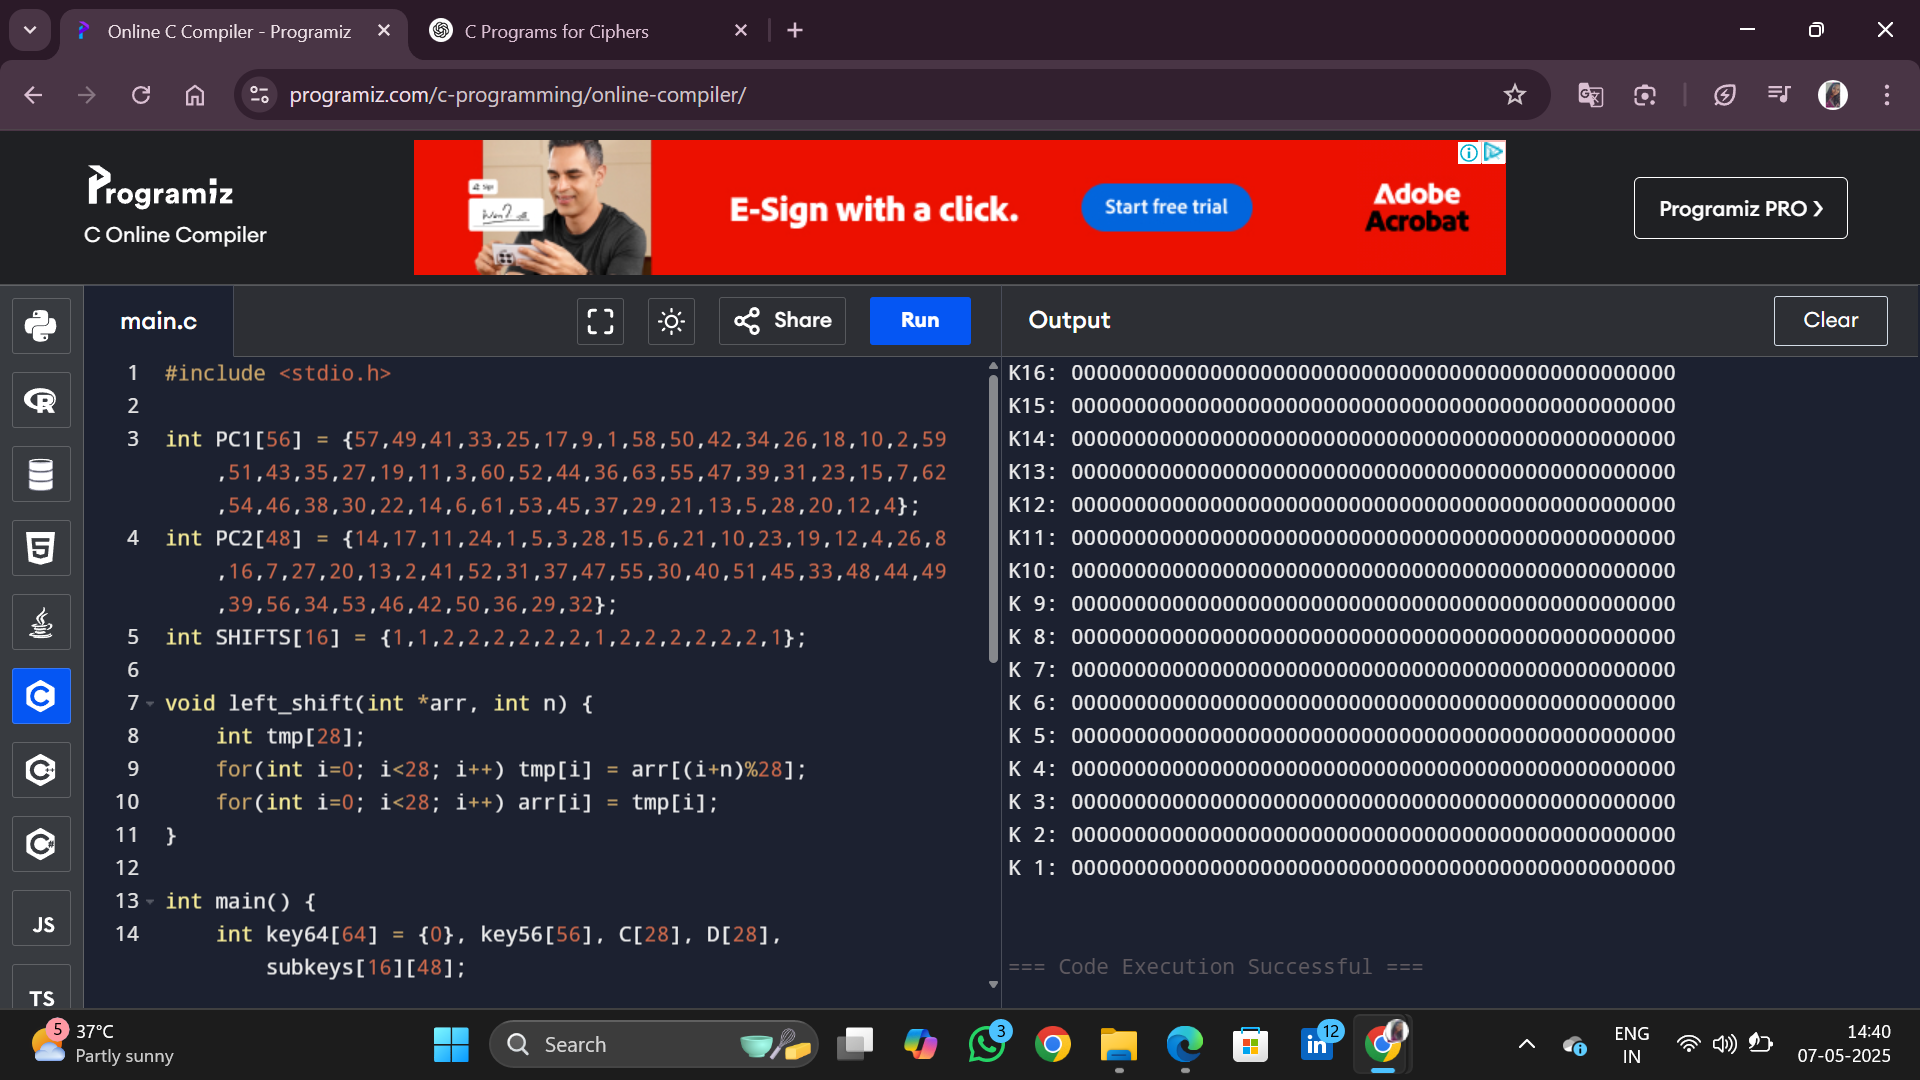 Online C Compiler - Programiz
C Programs for Ciphers
programiz.com/c-programming/online-compiler/
Programiz
C Online Compiler
Sign
E-Sign with a click.
Start free trial
Adobe
Acrobat
Programiz PRO ❯
main.c
Share
Run
Output
Clear
1 #include <stdio.h>
2
3 int PC1[56] = {57,49,41,33,25,17,9,1,58,50,42,34,26,18,10,2,59
,51,43,35,27,19,11,3,60,52,44,36,63,55,47,39,31,23,15,7,62
,54,46,38,30,22,14,6,61,53,45,37,29,21,13,5,28,20,12,4};
4 int PC2[48] = {14,17,11,24,1,5,3,28,15,6,21,10,23,19,12,4,26,8
,16,7,27,20,13,2,41,52,31,37,47,55,30,40,51,45,33,48,44,49
,39,56,34,53,46,42,50,36,29,32};
5 int SHIFTS[16] = {1,1,2,2,2,2,2,2,1,2,2,2,2,2,2,1};
6
7 void left_shift(int *arr, int n) {
8 int tmp[28];
9 for(int i=0; i<28; i++) tmp[i] = arr[(i+n)%28];
10 for(int i=0; i<28; i++) arr[i] = tmp[i];
11 }
12
13 int main() {
14 int key64[64] = {0}, key56[56], C[28], D[28],
subkeys[16][48];
K16: 000000000000000000000000000000000000000000000000
K15: 000000000000000000000000000000000000000000000000
K14: 000000000000000000000000000000000000000000000000
K13: 000000000000000000000000000000000000000000000000
K12: 000000000000000000000000000000000000000000000000
K11: 000000000000000000000000000000000000000000000000
K10: 000000000000000000000000000000000000000000000000
K 9: 000000000000000000000000000000000000000000000000
K 8: 000000000000000000000000000000000000000000000000
K 7: 000000000000000000000000000000000000000000000000
K 6: 000000000000000000000000000000000000000000000000
K 5: 000000000000000000000000000000000000000000000000
K 4: 000000000000000000000000000000000000000000000000
K 3: 000000000000000000000000000000000000000000000000
K 2: 000000000000000000000000000000000000000000000000
K 1: 000000000000000000000000000000000000000000000000
=== Code Execution Successful ===
JS
TS
5
37°C
Partly sunny
Search
3
12
ENG
IN
14:40
07-05-2025